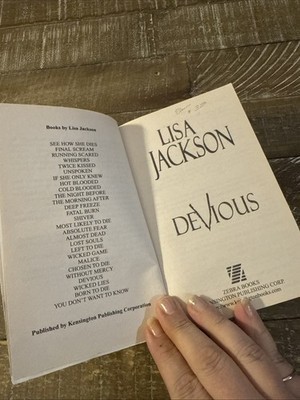 Books by Lisa Jackson
SEE HOW SHE DIES
FINAL SCREAM
RUNNING SCARED
WHISPERS
TWICE KISSED
UNSPOKEN
IF SHE ONLY KNEW
HOT BLOODED
COLD BLOODED
THE NIGHT BEFORE
THE MORNING AFTER
DEEP FREEZE
FATAL BURN
SHIVER
MOST LIKELY TO DIE
ABSOLUTE FEAR
ALMOST DEAD
LOST SOULS
LEFT TO DIE
WICKED GAME
MALICE
CHOSEN TO DIE
WITHOUT MERCY
DEVIOUS
WICKED LIES
BORN TO DIE
YOU DON'T WANT TO KNOW
Published by Kensington Publishing Corporation
LISA
JACKSON
DEVIOUS
ZEBRA BOOKS
KENSINGTON PUBLISHING CORP.